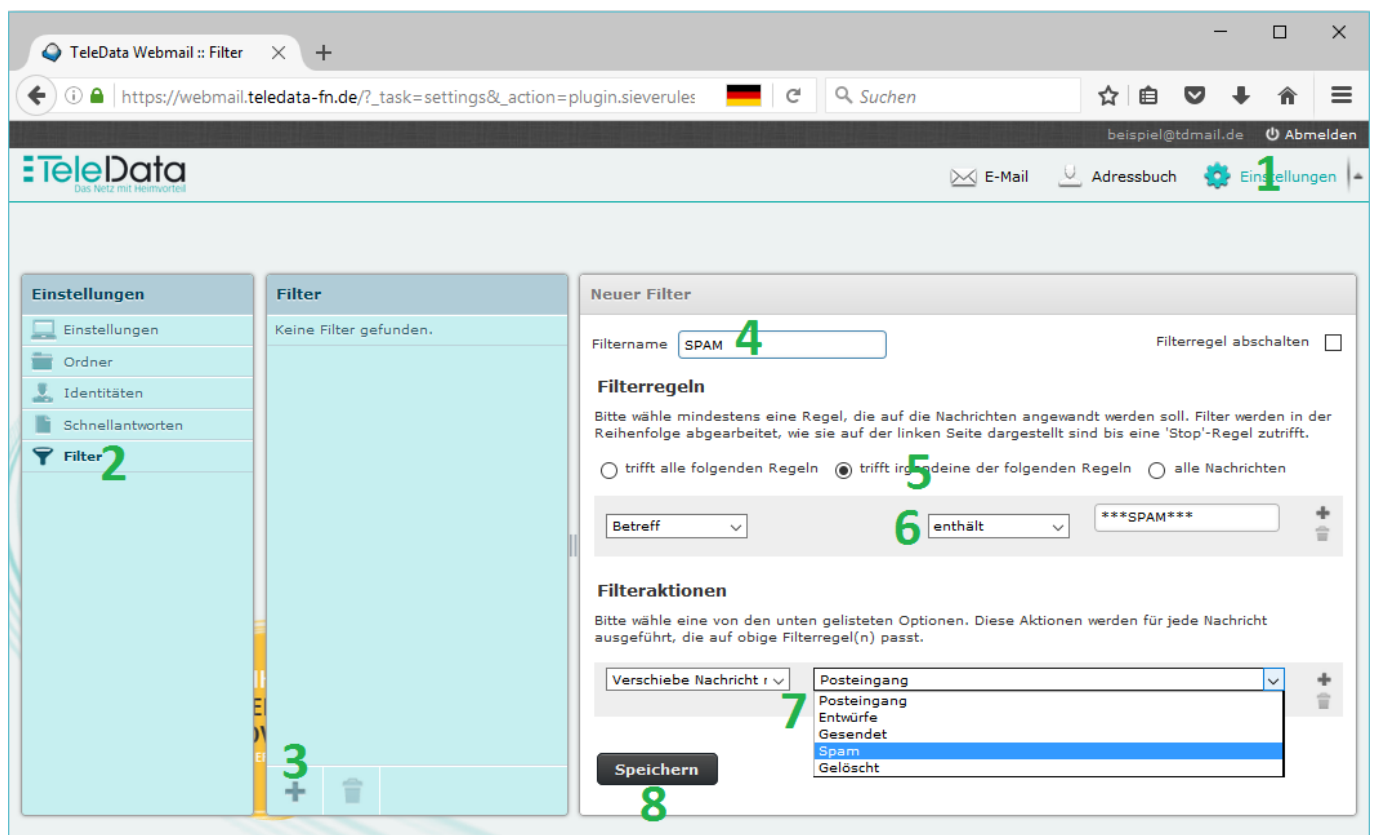 TeleData Webmail :: Filter
https://webmail.teledata-fn.de/?_task=settings&_action=plugin.sieverules
Suchen
beispiel@tdmail.de Abmelden
TeleData
Das Netz mit Heimvorteil
E-Mail Adressbuch Einstellungen
1
Einstellungen
Einstellungen
Ordner
Identitäten
Schnellantworten
Filter
2
Filter
Keine Filter gefunden.
3
Neuer Filter
Filtername SPAM 4 Filterregel abschalten
Filterregeln
Bitte wähle mindestens eine Regel, die auf die Nachrichten angewandt werden soll. Filter werden in der
Reihenfolge abgearbeitet, wie sie auf der linken Seite dargestellt sind bis eine 'Stop'-Regel zutrifft.
trifft alle folgenden Regeln trifft irgendeine der folgenden Regeln alle Nachrichten
5
Betreff 6 enthält ***SPAM***
Filteraktionen
Bitte wähle eine von den unten gelisteten Optionen. Diese Aktionen werden für jede Nachricht
ausgeführt, die auf obige Filterregel(n) passt.
Verschiebe Nachricht Posteingang
7
Posteingang
Entwürfe
Gesendet
Spam
Gelöscht
Speichern
8